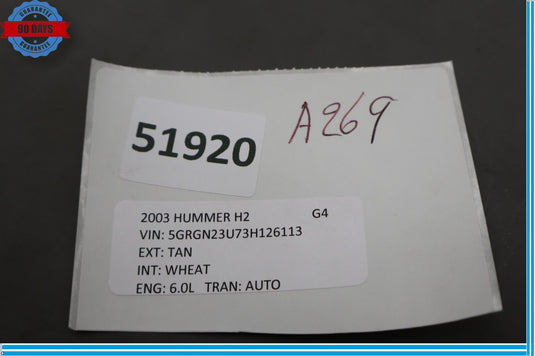 GUARANTEE
90 DAYS
GUARANTEE
51920
A269
2003 HUMMER H2 G4
VIN: 5GRGN23U73H126113
EXT: TAN
INT: WHEAT
ENG: 6.0L TRAN: AUTO